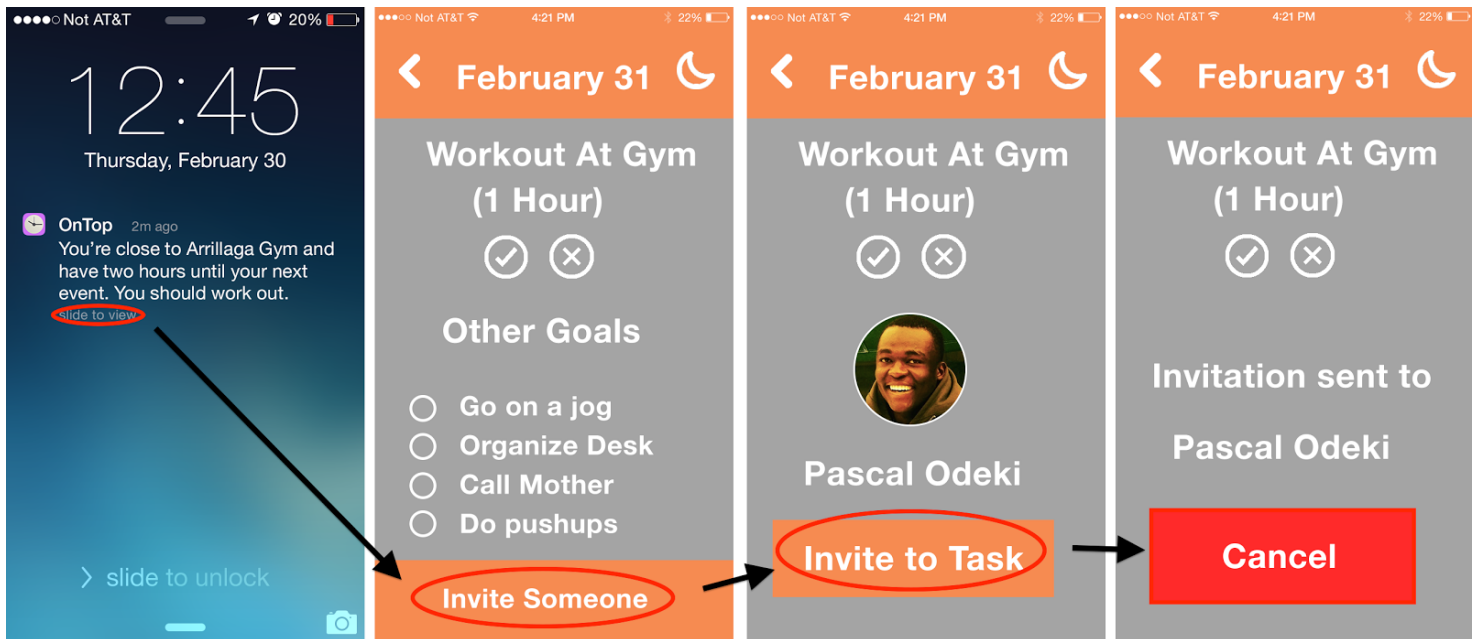 Not AT&T
20%
12:45
Thursday, February 30
OnTop 2m ago
You're close to Arrillaga Gym and
have two hours until your next
event. You should work out.
slide to view
> slide to unlock
Not AT&T 4:21 PM 22%
February 31
Workout At Gym
(1 Hour)
Other Goals
Go on a jog
Organize Desk
Call Mother
Do pushups
Invite Someone
Not AT&T 4:21 PM 22%
February 31
Workout At Gym
(1 Hour)
Pascal Odeki
Invite to Task
Not AT&T 4:21 PM 22%
February 31
Workout At Gym
(1 Hour)
Invitation sent to
Pascal Odeki
Cancel